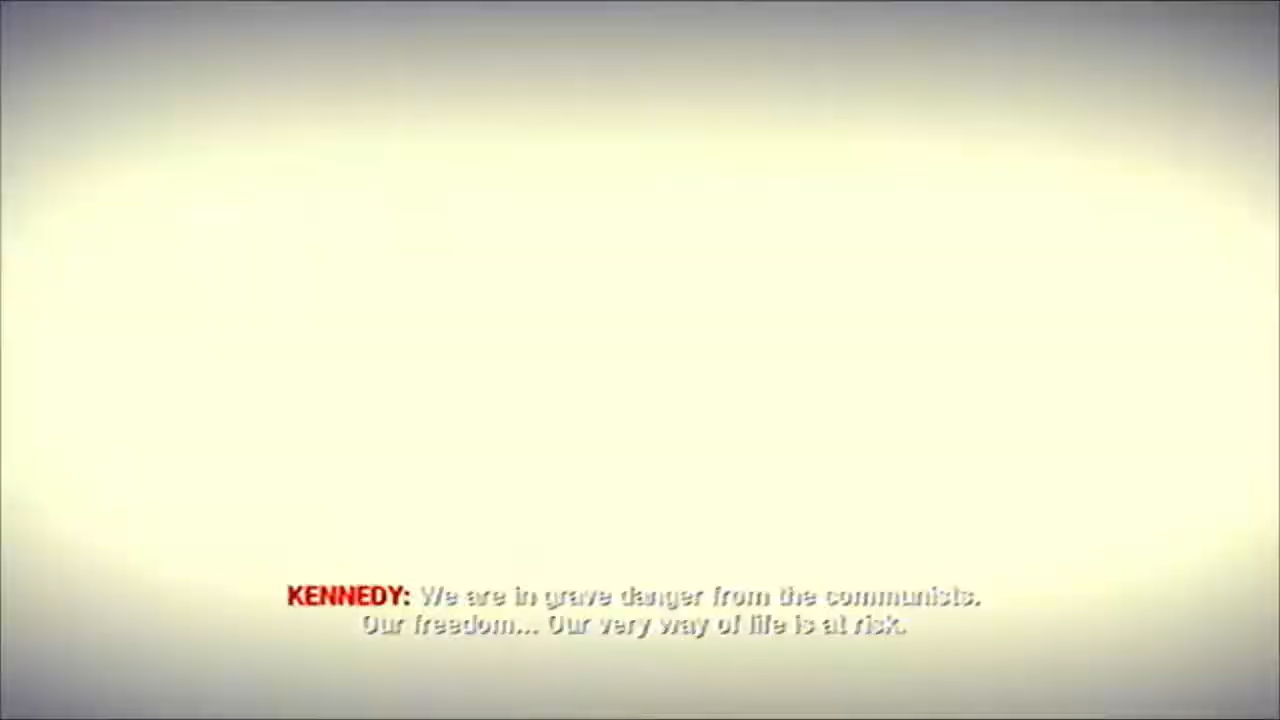 KENNEDY: We are in grave danger from the communists.
Our freedom... Our very way of life is at risk.